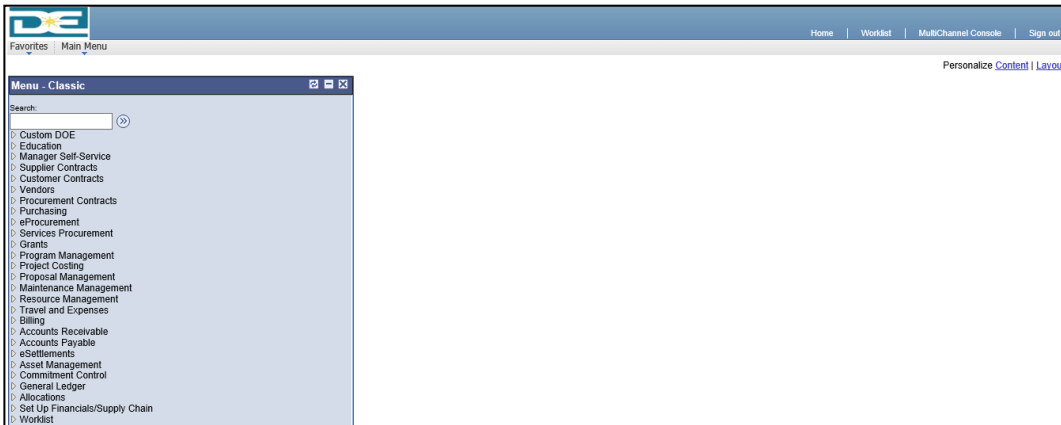 DE
Home | Worklist | MultiChannel Console | Sign out
Favorites Main Menu
Personalize Content | Layou
Menu - Classic
Search:
Custom DOE
Education
Manager Self-Service
Supplier Contracts
Customer Contracts
Vendors
Procurement Contracts
Purchasing
eProcurement
Services Procurement
Grants
Program Management
Project Costing
Proposal Management
Maintenance Management
Resource Management
Travel and Expenses
Billing
Accounts Receivable
Accounts Payable
eSettlements
Asset Management
Commitment Control
General Ledger
Allocations
Set Up Financials/Supply Chain
Worklist